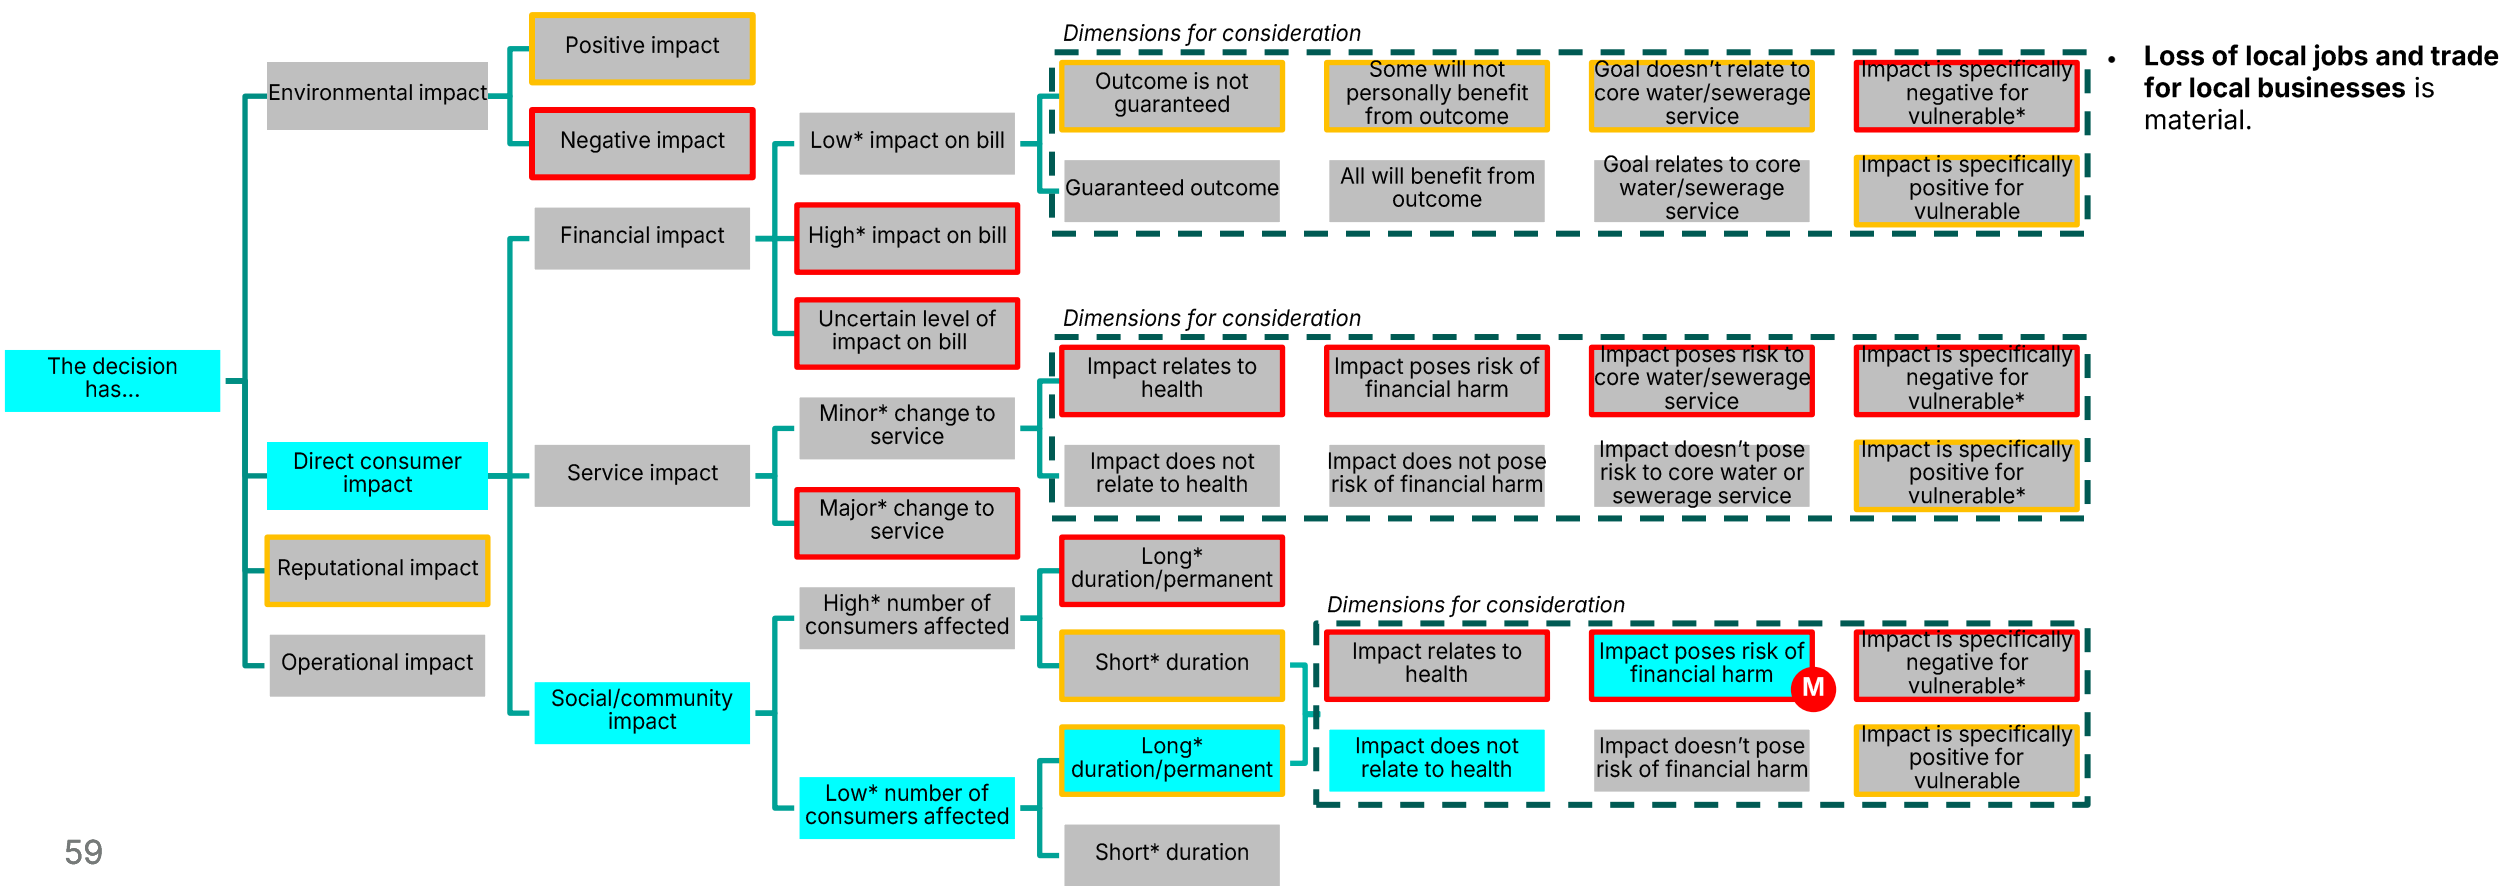 Positive impact
Environmental impact
Negative impact
Financial impact
The decision
has...
Direct consumer
impact
Service impact
Reputational impact
Operational impact
Social/community
impact
Low* impact on bill
High* impact on bill
Uncertain level of
impact on bill
Minor* change to
service
Major* change to
service
High* number of
consumers affected
Low* number of
consumers affected
Dimensions for consideration
Outcome is not
guaranteed
Some will not
personally benefit
from outcome
Goal doesn’t relate to
core water/sewerage
service
Impact is specifically
negative for
vulnerable*
Guaranteed outcome
All will benefit from
outcome
Goal relates to core
water/sewerage
service
Impact is specifically
positive for
vulnerable
Dimensions for consideration
Impact relates to
health
Impact poses risk of
financial harm
Impact poses risk to
core water/sewerage
service
Impact is specifically
negative for
vulnerable*
Impact does not
relate to health
Impact does not pose
risk of financial harm
Impact doesn’t pose
risk to core water or
sewerage service
Impact is specifically
positive for
vulnerable*
Long*
duration/permanent
Short* duration
Long*
duration/permanent
Short* duration
Dimensions for consideration
Impact relates to
health
Impact poses risk of
financial harm
M
Impact is specifically
negative for
vulnerable*
Impact does not
relate to health
Impact doesn’t pose
risk of financial harm
Impact is specifically
positive for
vulnerable
• Loss of local jobs and trade
for local businesses is
material.
59